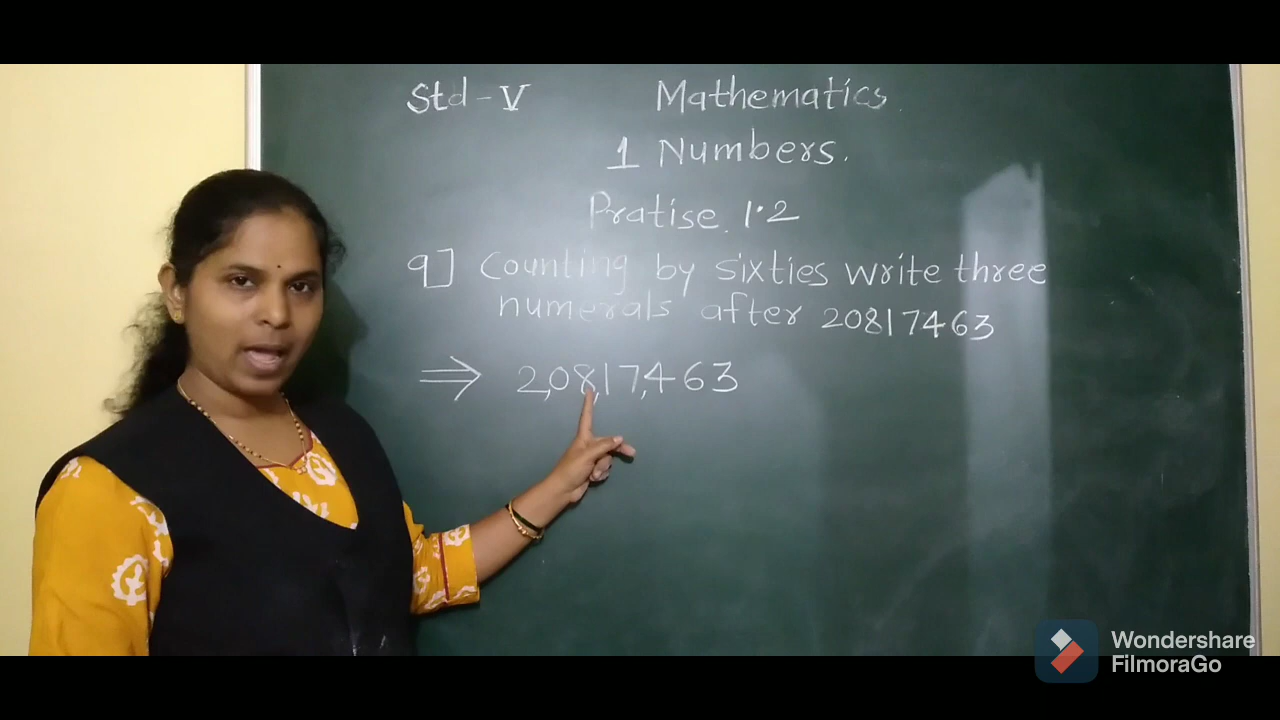 Std - V Mathematics.
1 Numbers.
Pratise. 1.2
9] Counting by sixties write three
numerals after 20817463
⇒ 2,08,17,463
Wondershare
FilmoraGo